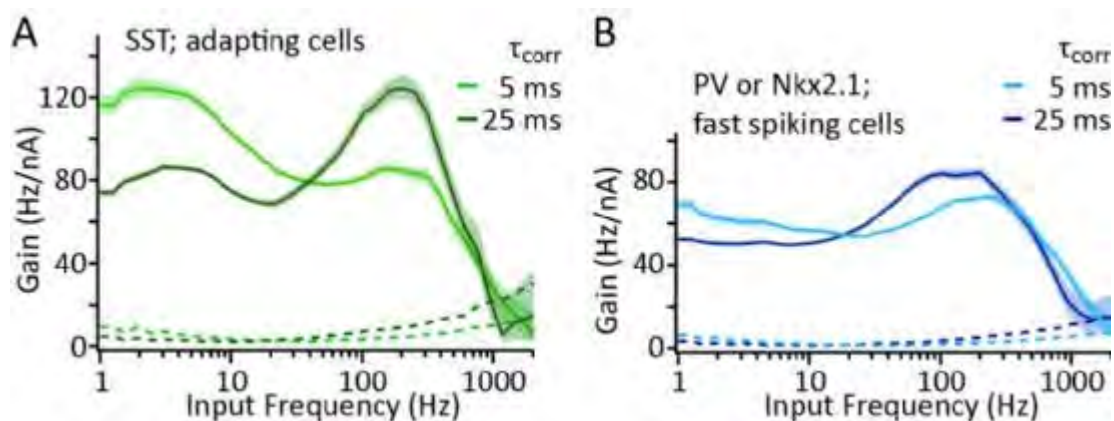 A
SST; adapting cells
τcorr
5 ms
25 ms
120
80
40
0
Gain (Hz/nA)
1
10
100
1000
Input Frequency (Hz)
B
PV or Nkx2.1;
fast spiking cells
τcorr
5 ms
25 ms
80
40
0
Gain (Hz/nA)
1
10
100
1000
Input Frequency (Hz)